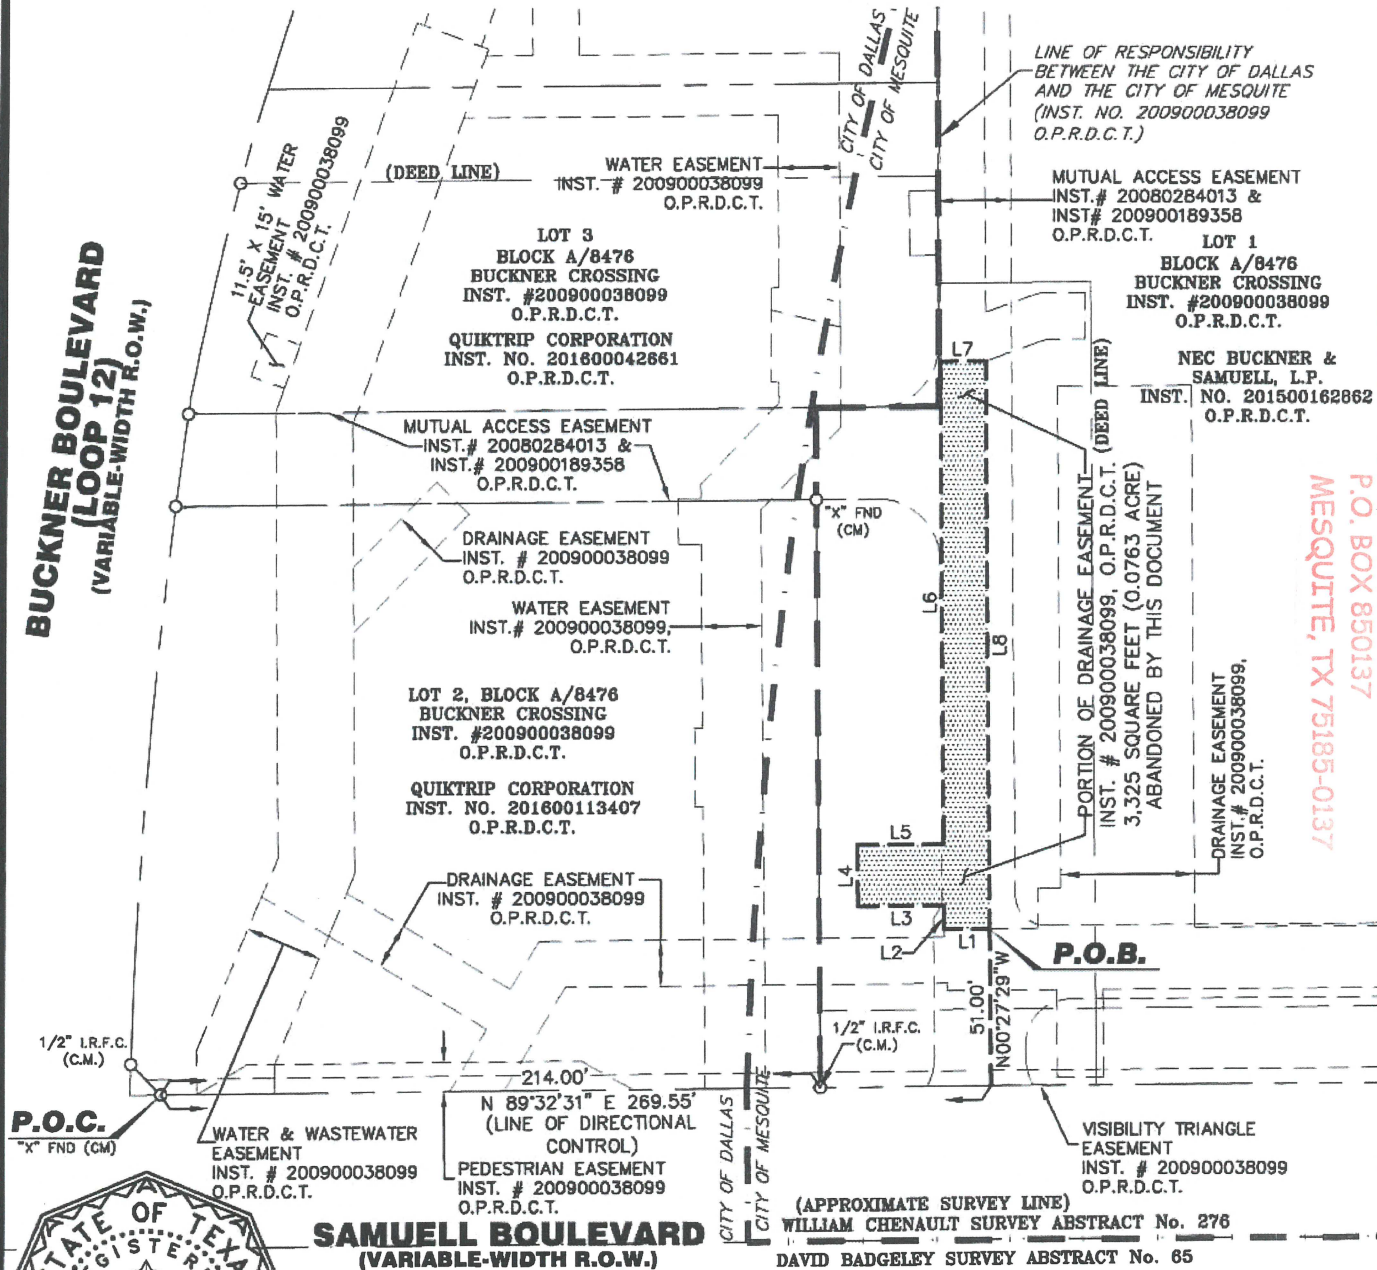 CITY OF DALLAS
CITY OF MESQUITE
LINE OF RESPONSIBILITY
BETWEEN THE CITY OF DALLAS
AND THE CITY OF MESQUITE
(INST. NO. 200900038099
O.P.R.D.C.T.)
11.5' X 15' WATER
EASEMENT
INST. # 200900038099
O.P.R.D.C.T.
(DEED LINE)
WATER EASEMENT
INST. # 200900038099
O.P.R.D.C.T.
MUTUAL ACCESS EASEMENT
INST.# 20080284013 &
INST# 200900189358
O.P.R.D.C.T.
LOT 1
BLOCK A/8476
BUCKNER CROSSING
INST. #200900038099
O.P.R.D.C.T.
NEC BUCKNER &
SAMUELL, L.P.
INST. NO. 201500162862
O.P.R.D.C.T.
LOT 3
BLOCK A/8476
BUCKNER CROSSING
INST. #200900038099
O.P.R.D.C.T.
QUIKTRIP CORPORATION
INST. NO. 201600042661
O.P.R.D.C.T.
BUCKNER BOULEVARD
(LOOP 12)
(VARIABLE-WIDTH R.O.W.)
L7
(DEED LINE)
MUTUAL ACCESS EASEMENT
INST.# 20080284013 &
INST.# 200900189358
O.P.R.D.C.T.
"X" FND
(CM)
DRAINAGE EASEMENT
INST. # 200900038099
O.P.R.D.C.T.
WATER EASEMENT
INST.# 200900038099,
O.P.R.D.C.T.
L6
L8
PORTION OF DRAINAGE EASEMENT
INST. # 200900038099, O.P.R.D.C.T.
3,325 SQUARE FEET (0.0763 ACRE)
ABANDONED BY THIS DOCUMENT
P.O. BOX 850137
MESQUITE, TX 75185-0137
DRAINAGE EASEMENT
INST.# 200900038099,
O.P.R.D.C.T.
LOT 2, BLOCK A/8476
BUCKNER CROSSING
INST. #200900038099
O.P.R.D.C.T.
QUIKTRIP CORPORATION
INST. NO. 201600113407
O.P.R.D.C.T.
L5
L4
L3
L2
L1
DRAINAGE EASEMENT
INST. # 200900038099
O.P.R.D.C.T.
P.O.B.
51.00'
N00°27'29"W
1/2" I.R.F.C.
(C.M.)
1/2" I.R.F.C.
(C.M.)
214.00'
N 89°32'31" E 269.55'
(LINE OF DIRECTIONAL
CONTROL)
P.O.C.
"X" FND (CM)
WATER & WASTEWATER
EASEMENT
INST. # 200900038099
O.P.R.D.C.T.
PEDESTRIAN EASEMENT
INST. # 200900038099
O.P.R.D.C.T.
CITY OF DALLAS
CITY OF MESQUITE
VISIBILITY TRIANGLE
EASEMENT
INST. # 200900038099
O.P.R.D.C.T.
SAMUELL BOULEVARD
(VARIABLE-WIDTH R.O.W.)
(APPROXIMATE SURVEY LINE)
WILLIAM CHENAULT SURVEY ABSTRACT No. 276
DAVID BADGELEY SURVEY ABSTRACT No. 65
STATE OF